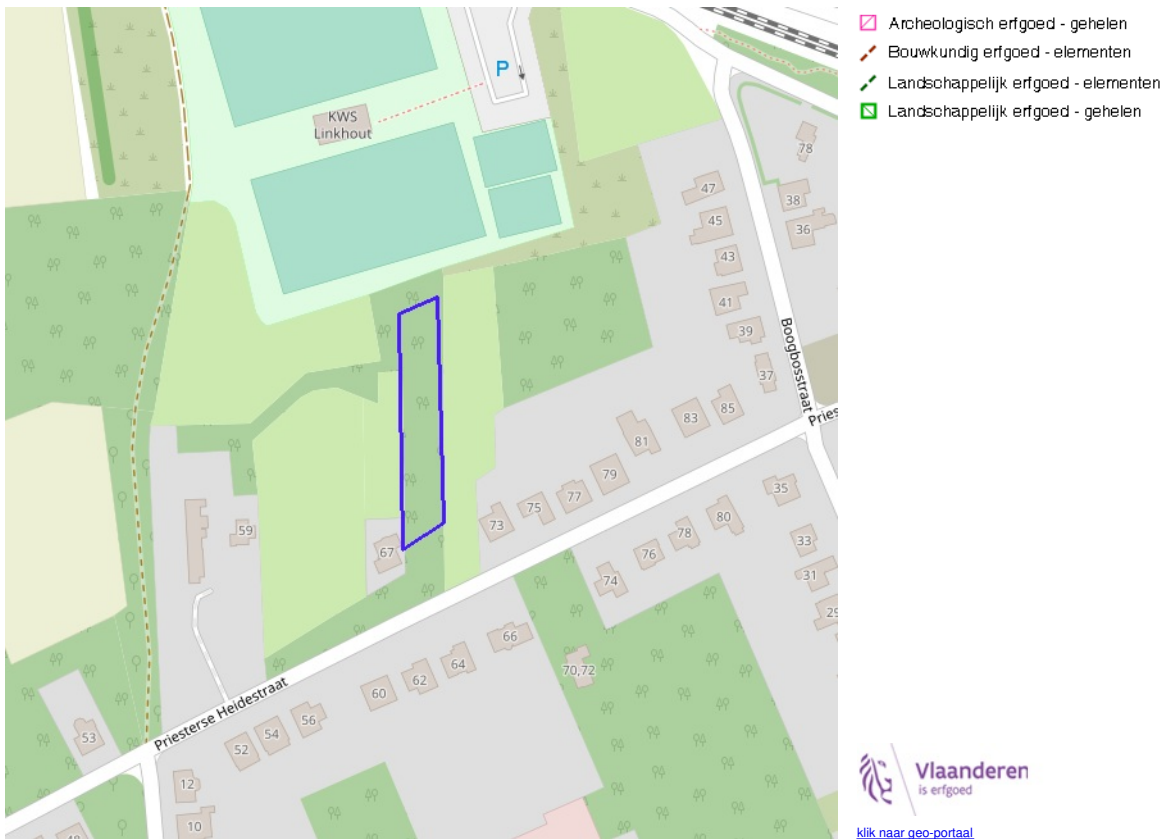 P
KWS
Linkhout
78
47
38
45
36
43
41
39
Boogbosstraat
37
85
83
Pries
81
79
77
75
73
35
80
78
76
74
33
31
29
59
67
66
70,72
64
62
60
56
54
52
Priesterse Heidestraat
53
12
10
Archeologisch erfgoed - gehelen
Bouwkundig erfgoed - elementen
Landschappelijk erfgoed - elementen
Landschappelijk erfgoed - gehelen
Vlaanderen
is erfgoed
klik naar geo-portaal